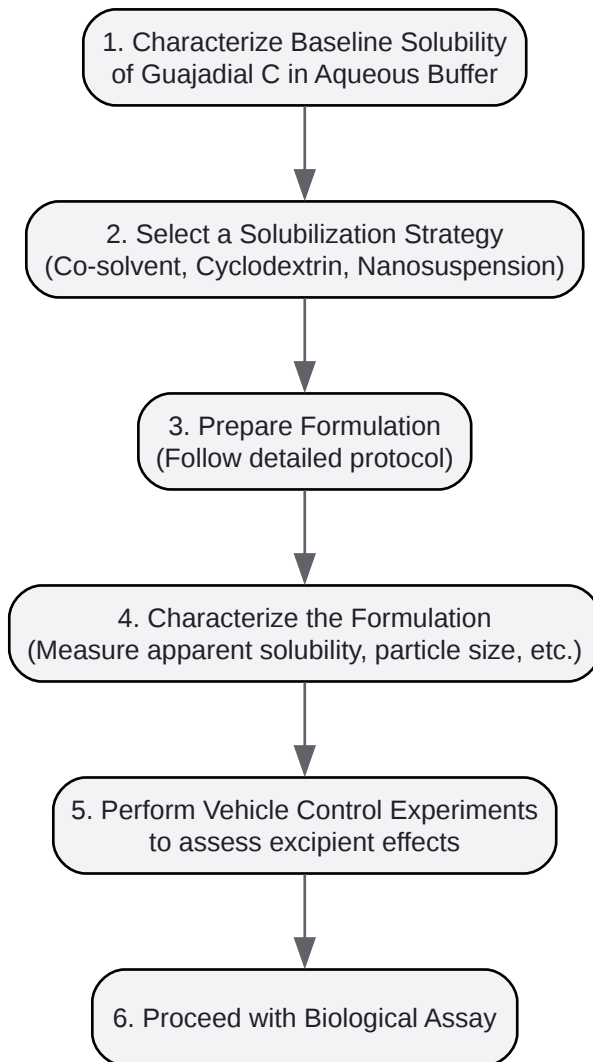 1. Characterize Baseline Solubility
of Guajadial C in Aqueous Buffer
2. Select a Solubilization Strategy
(Co-solvent, Cyclodextrin, Nanosuspension)
3. Prepare Formulation
(Follow detailed protocol)
4. Characterize the Formulation
(Measure apparent solubility, particle size, etc.)
5. Perform Vehicle Control Experiments
to assess excipient effects
6. Proceed with Biological Assay